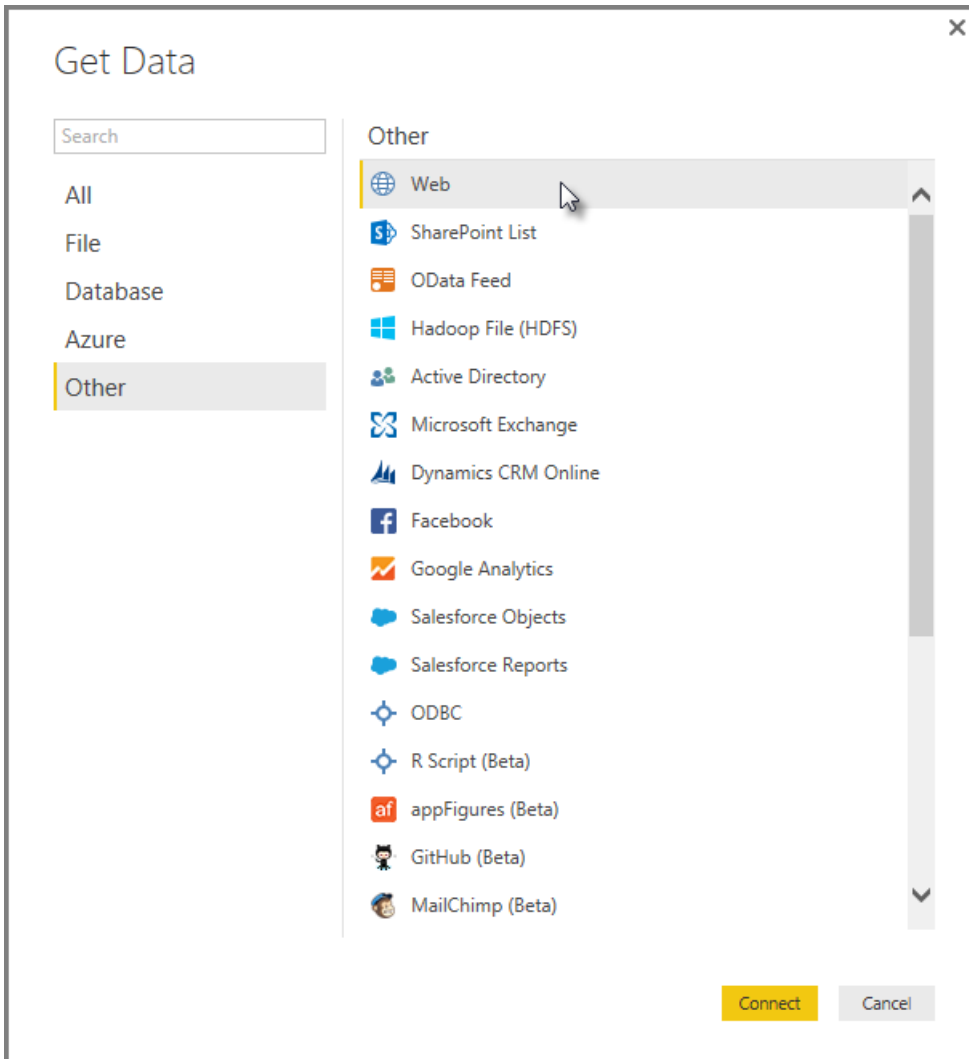 Get Data
Search
All
File
Database
Azure
Other
Other
Web
SharePoint List
OData Feed
Hadoop File (HDFS)
Active Directory
Microsoft Exchange
Dynamics CRM Online
Facebook
Google Analytics
Salesforce Objects
Salesforce Reports
ODBC
R Script (Beta)
af appFigures (Beta)
GitHub (Beta)
MailChimp (Beta)
Connect
Cancel